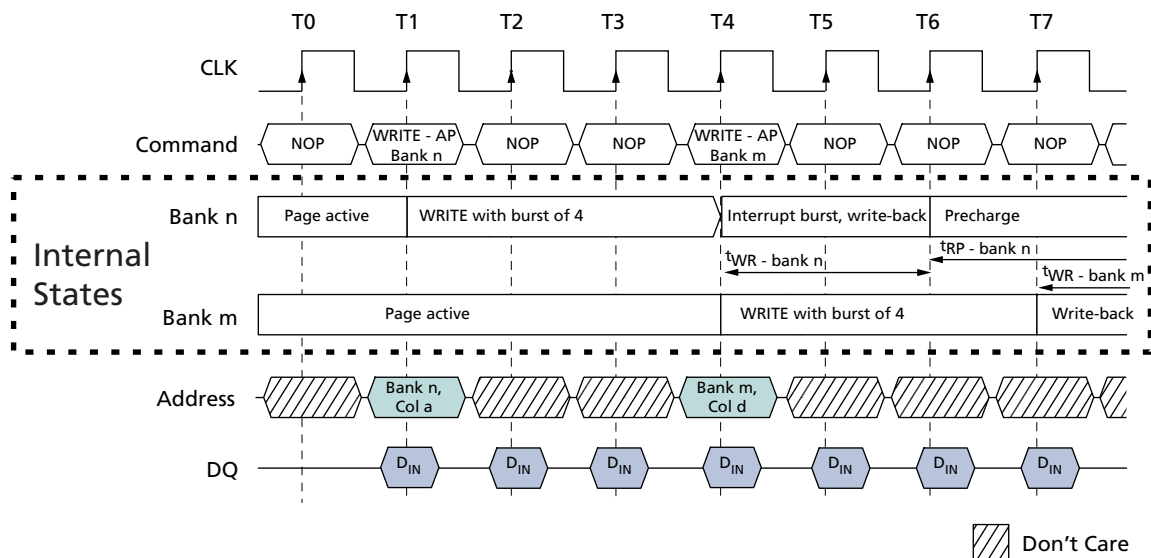 T0 T1 T2 T3 T4 T5 T6 T7
CLK
Command NOP WRITE - AP Bank n NOP NOP WRITE - AP Bank m NOP NOP NOP
Bank n Page active WRITE with burst of 4 Interrupt burst, write-back Precharge
Internal
States
tWR - bank n tRP - bank n
tWR - bank m
Bank m Page active WRITE with burst of 4 Write-back
Address Bank n, Col a Bank m, Col d
DQ DIN DIN DIN DIN DIN DIN DIN
Don't Care